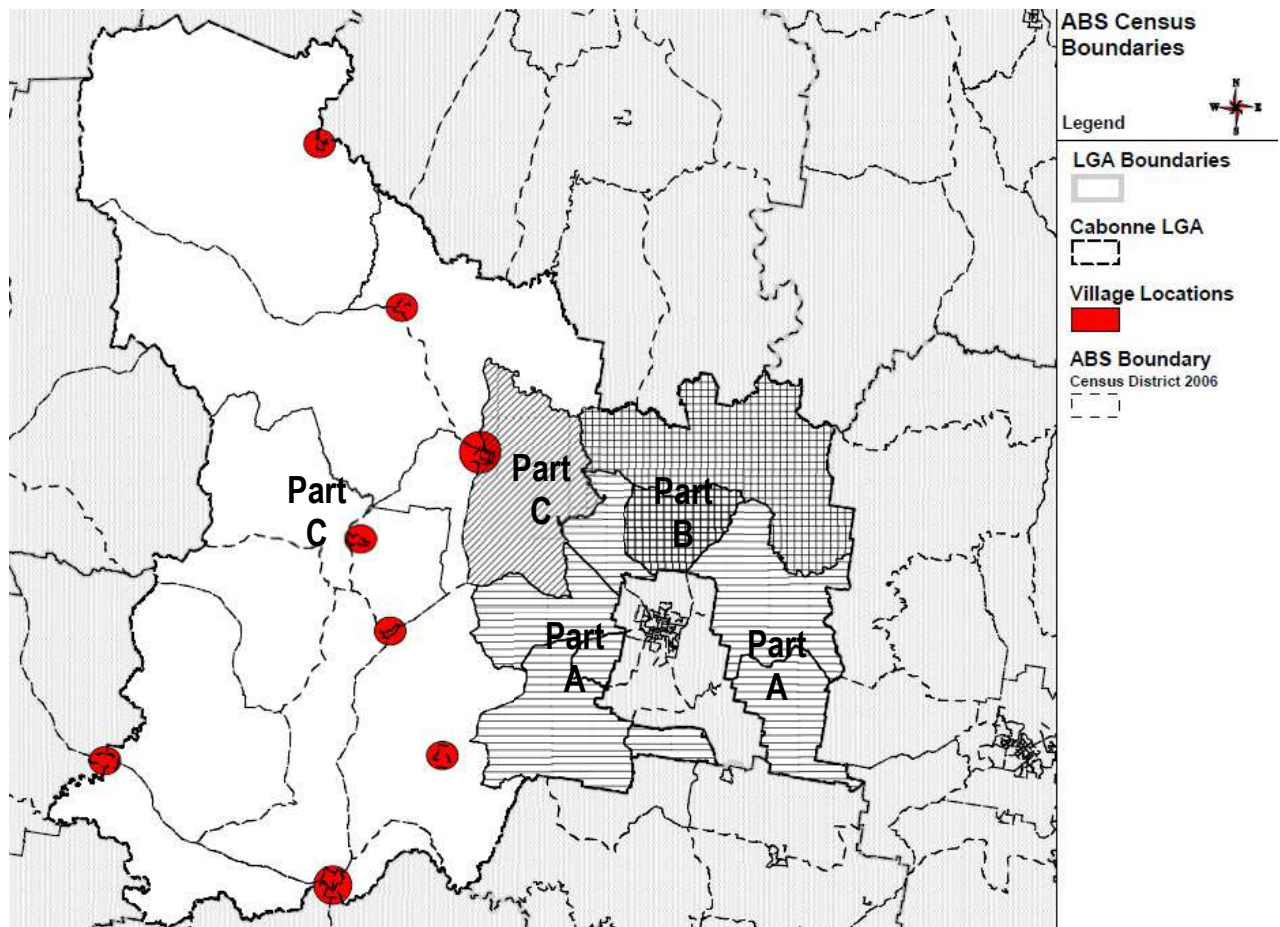 ABS Census
Boundaries
N
W E
S
Legend
LGA Boundaries
Cabonne LGA
Village Locations
ABS Boundary
Census District 2006
Part
C
Part
C
Part
B
Part
A
Part
A